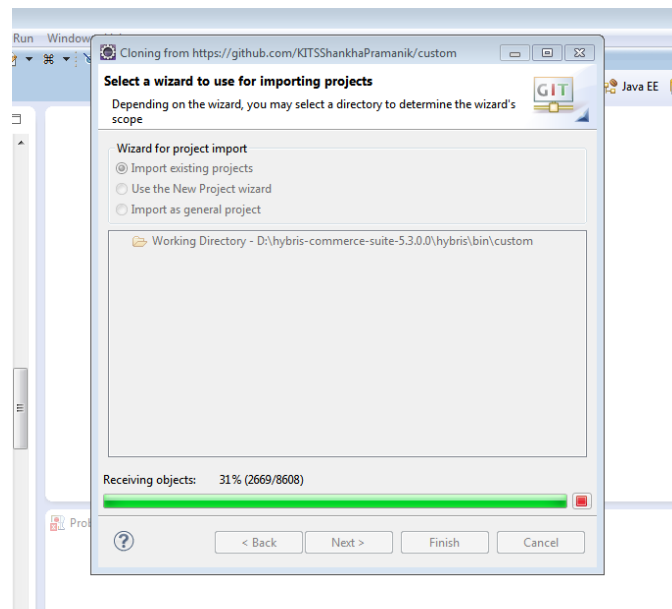 Run Window
Cloning from https://github.com/KITSShankhaPramanik/custom
Java EE
Select a wizard to use for importing projects
Depending on the wizard, you may select a directory to determine the wizard's
scope
GIT
Wizard for project import
Import existing projects
Use the New Project wizard
Import as general project
Working Directory - D:\hybris-commerce-suite-5.3.0.0\hybris\bin\custom
Receiving objects: 31% (2669/8608)
Prob
? < Back Next > Finish Cancel